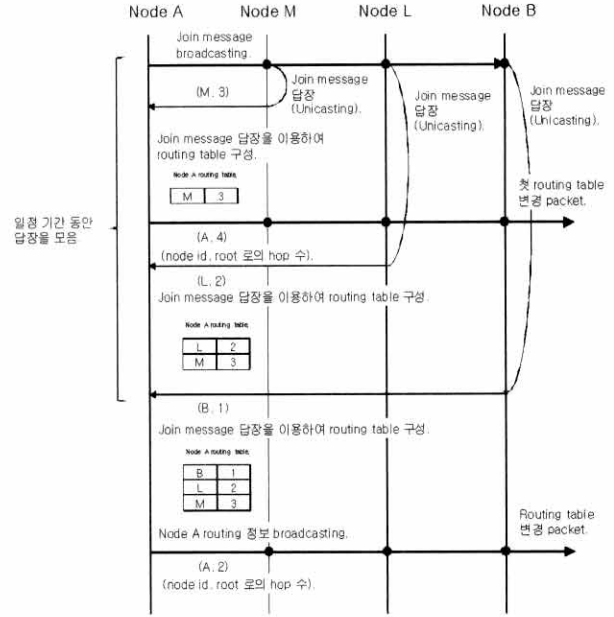 Node A Node M Node L Node B
Join message
broadcasting.
(M, 3)
Join message
답장
(Unicasting).
Join message
답장
(Unicasting).
Join message
답장
(Unicasting).
Join message 답장을 이용하여
routing table 구성.
Node A routing table.
M 3
첫 routing table
변경 packet.
일정 기간 동안
답장을 모음
(A, 4)
(node id, root 로의 hop 수).
(L, 2)
Join message 답장을 이용하여 routing table 구성.
Node A routing table.
L 2
M 3
(B, 1)
Join message 답장을 이용하여 routing table 구성.
Node A routing table.
B 1
L 2
M 3
Node A routing 정보 broadcasting.
Routing table
변경 packet.
(A, 2)
(node id, root 로의 hop 수).